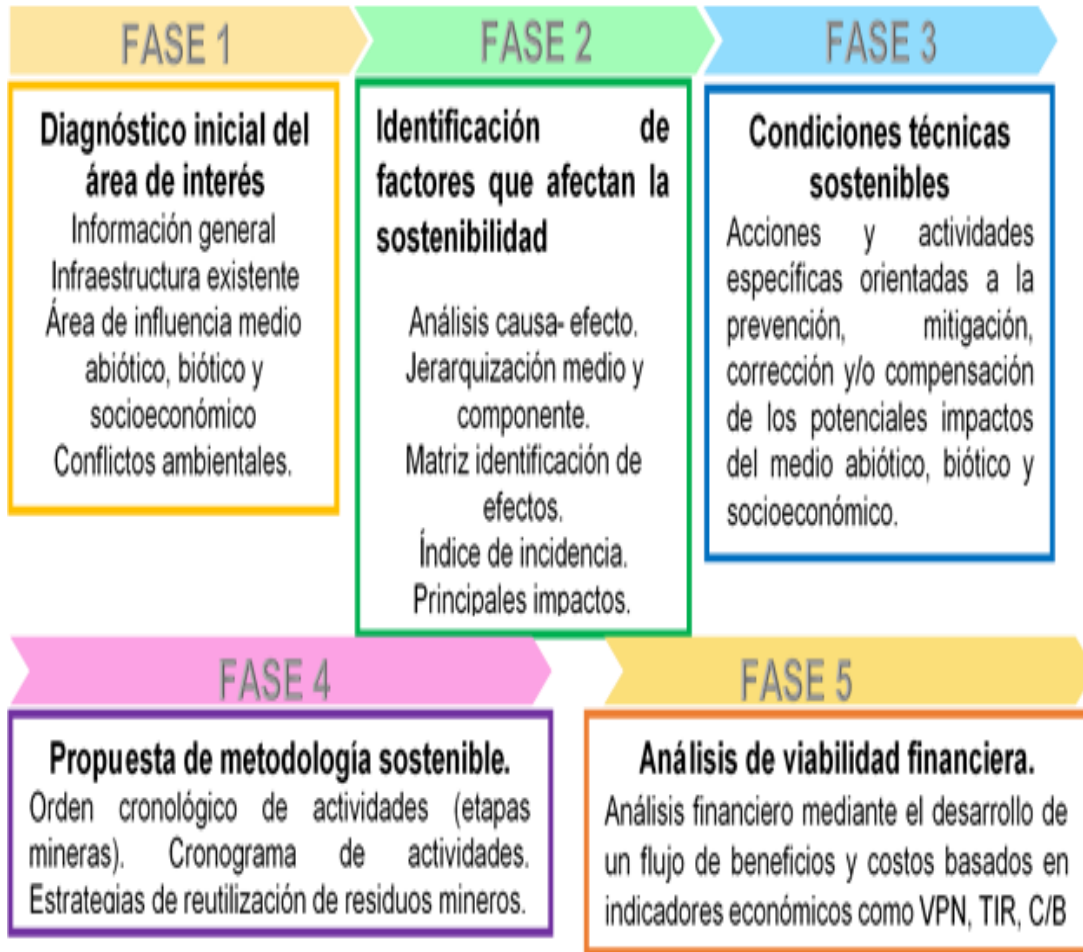 FASE 1
Diagnóstico inicial del
área de interés
Información general
Infraestructura existente
Área de influencia medio
abiótico, biótico y
socioeconómico
Conflictos ambientales.
FASE 2
Identificación de
factores que afectan la
sostenibilidad
Análisis causa- efecto.
Jerarquización medio y
componente.
Matriz identificación de
efectos.
Índice de incidencia.
Principales impactos.
FASE 3
Condiciones técnicas
sostenibles
Acciones y actividades
específicas orientadas a la
prevención, mitigación,
corrección y/o compensación
de los potenciales impactos
del medio abiótico, biótico y
socioeconómico.
FASE 4
Propuesta de metodología sostenible.
Orden cronológico de actividades (etapas
mineras). Cronograma de actividades.
Estrategias de reutilización de residuos mineros.
FASE 5
Análisis de viabilidad financiera.
Análisis financiero mediante el desarrollo de
un flujo de beneficios y costos basados en
indicadores económicos como VPN, TIR, C/B